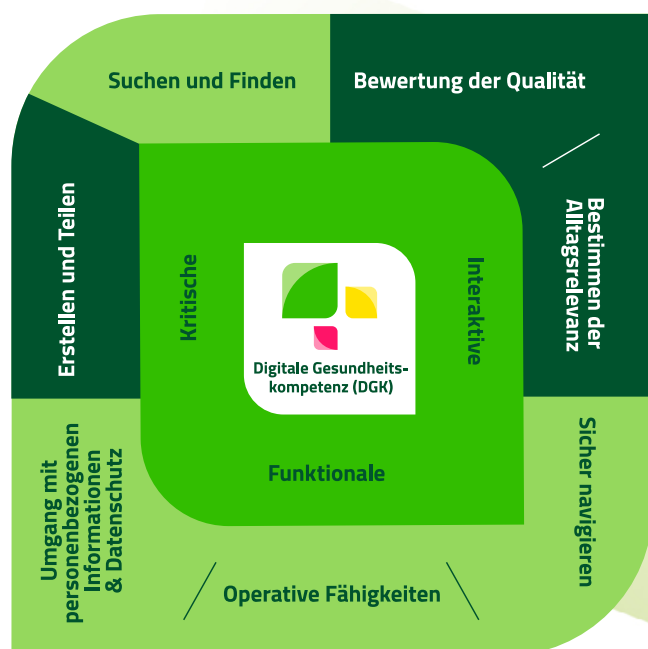 Suchen und Finden
Bewertung der Qualität
Bestimmen der
Alltagsrelevanz
Sicher navigieren
Operative Fähigkeiten
Umgang mit
personenbezogenen
Informationen
& Datenschutz
Erstellen und Teilen
Kritische
Interaktive
Funktionale
Digitale Gesundheits-
kompetenz (DGK)